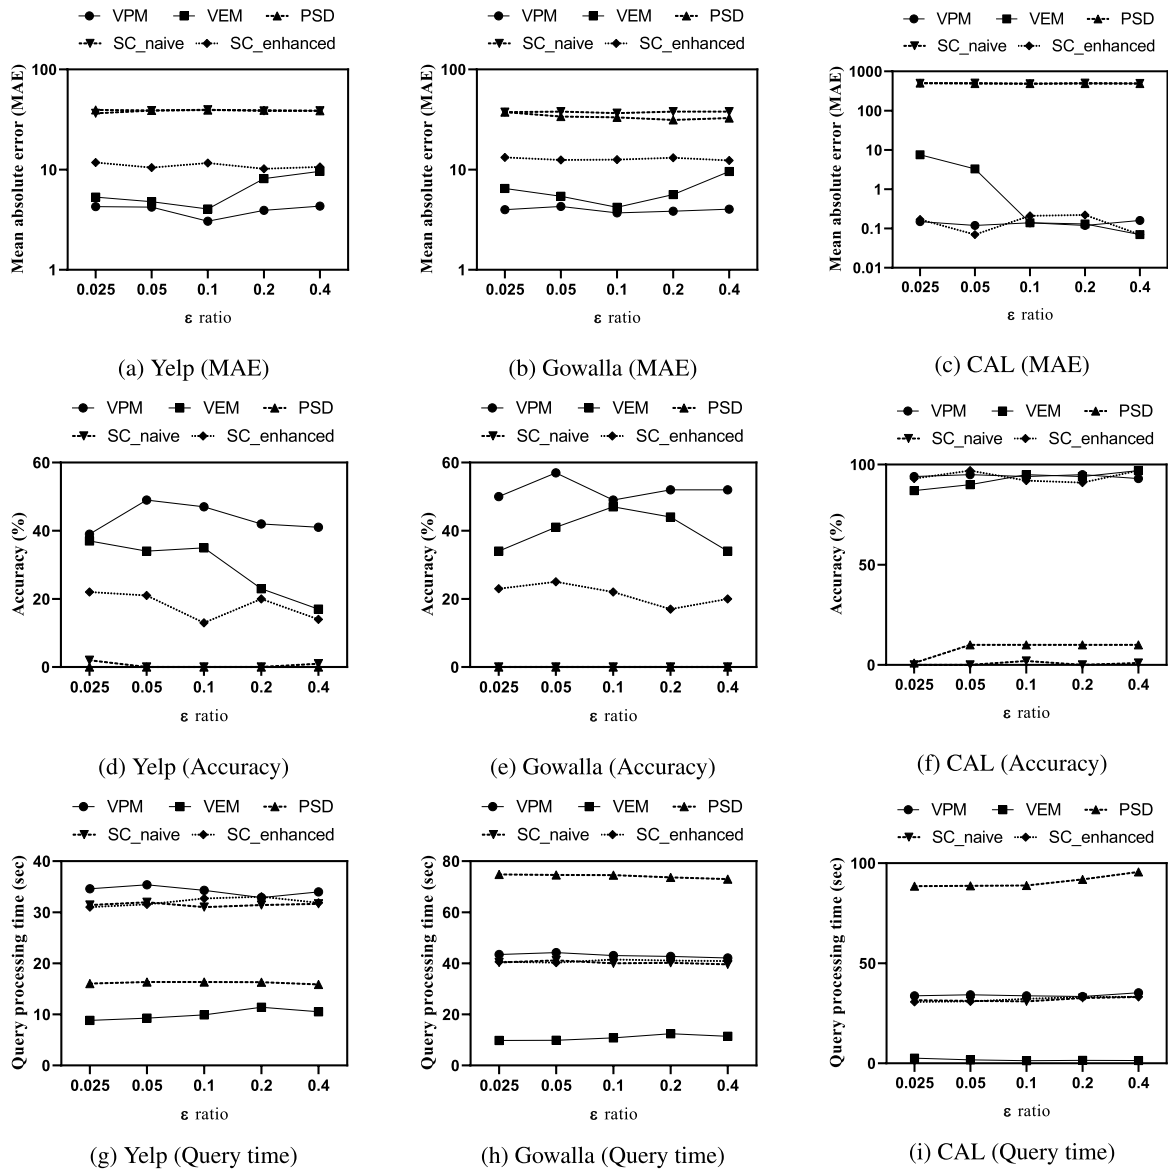 VPM VEM PSD
SC_naive SC_enhanced
Mean absolute error (MAE)
100
10
1
0.025 0.05 0.1 0.2 0.4
ε ratio
(a) Yelp (MAE)
VPM VEM PSD
SC_naive SC_enhanced
Mean absolute error (MAE)
100
10
1
0.025 0.05 0.1 0.2 0.4
ε ratio
(b) Gowalla (MAE)
VPM VEM PSD
SC_naive SC_enhanced
Mean absolute error (MAE)
1000
100
10
1
0.1
0.01
0.025 0.05 0.1 0.2 0.4
ε ratio
(c) CAL (MAE)
VPM VEM PSD
SC_naive SC_enhanced
Accuracy (%)
60
40
20
0
0.025 0.05 0.1 0.2 0.4
ε ratio
(d) Yelp (Accuracy)
VPM VEM PSD
SC_naive SC_enhanced
Accuracy (%)
60
40
20
0
0.025 0.05 0.1 0.2 0.4
ε ratio
(e) Gowalla (Accuracy)
VPM VEM PSD
SC_naive SC_enhanced
Accuracy (%)
100
50
0
0.025 0.05 0.1 0.2 0.4
ε ratio
(f) CAL (Accuracy)
VPM VEM PSD
SC_naive SC_enhanced
Query processing time (sec)
40
30
20
10
0
0.025 0.05 0.1 0.2 0.4
ε ratio
(g) Yelp (Query time)
VPM VEM PSD
SC_naive SC_enhanced
Query processing time (sec)
80
60
40
20
0
0.025 0.05 0.1 0.2 0.4
ε ratio
(h) Gowalla (Query time)
VPM VEM PSD
SC_naive SC_enhanced
Query processing time (sec)
100
50
0
0.025 0.05 0.1 0.2 0.4
ε ratio
(i) CAL (Query time)